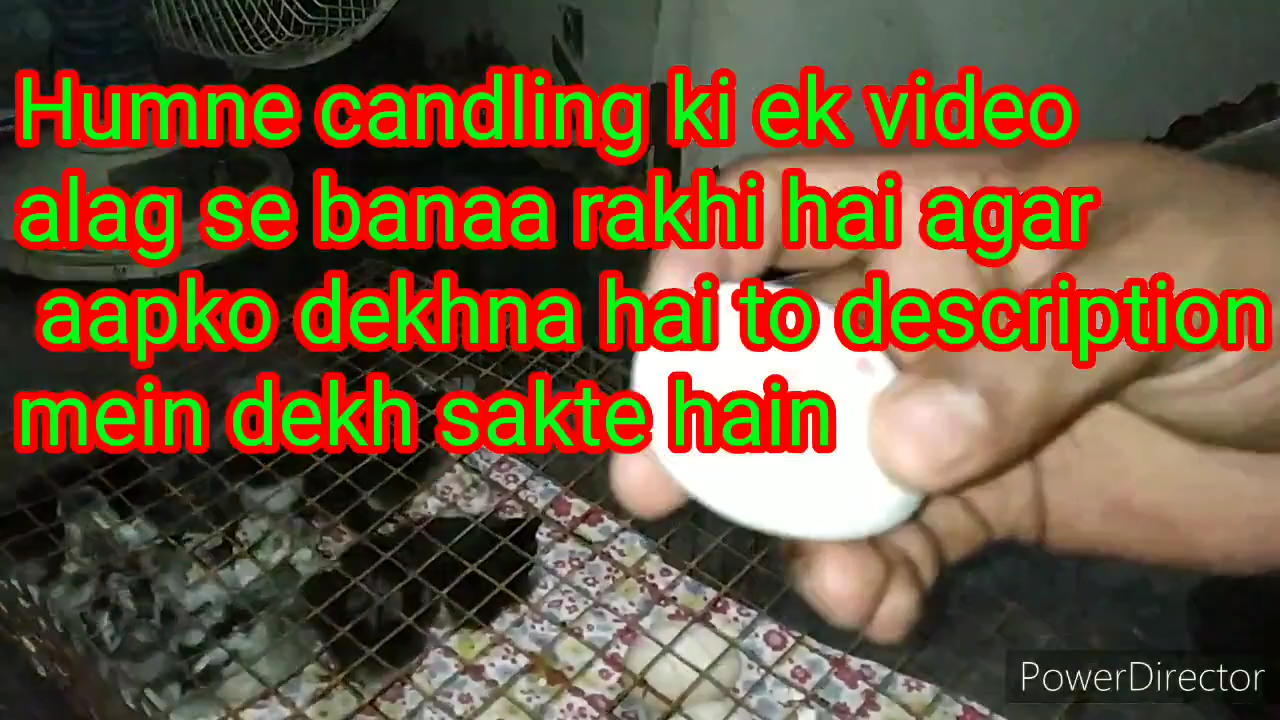 Humne candling ki ek video
alag se banaa rakhi hai agar
aapko dekhna hai to description
mein dekh sakte hain
PowerDirector